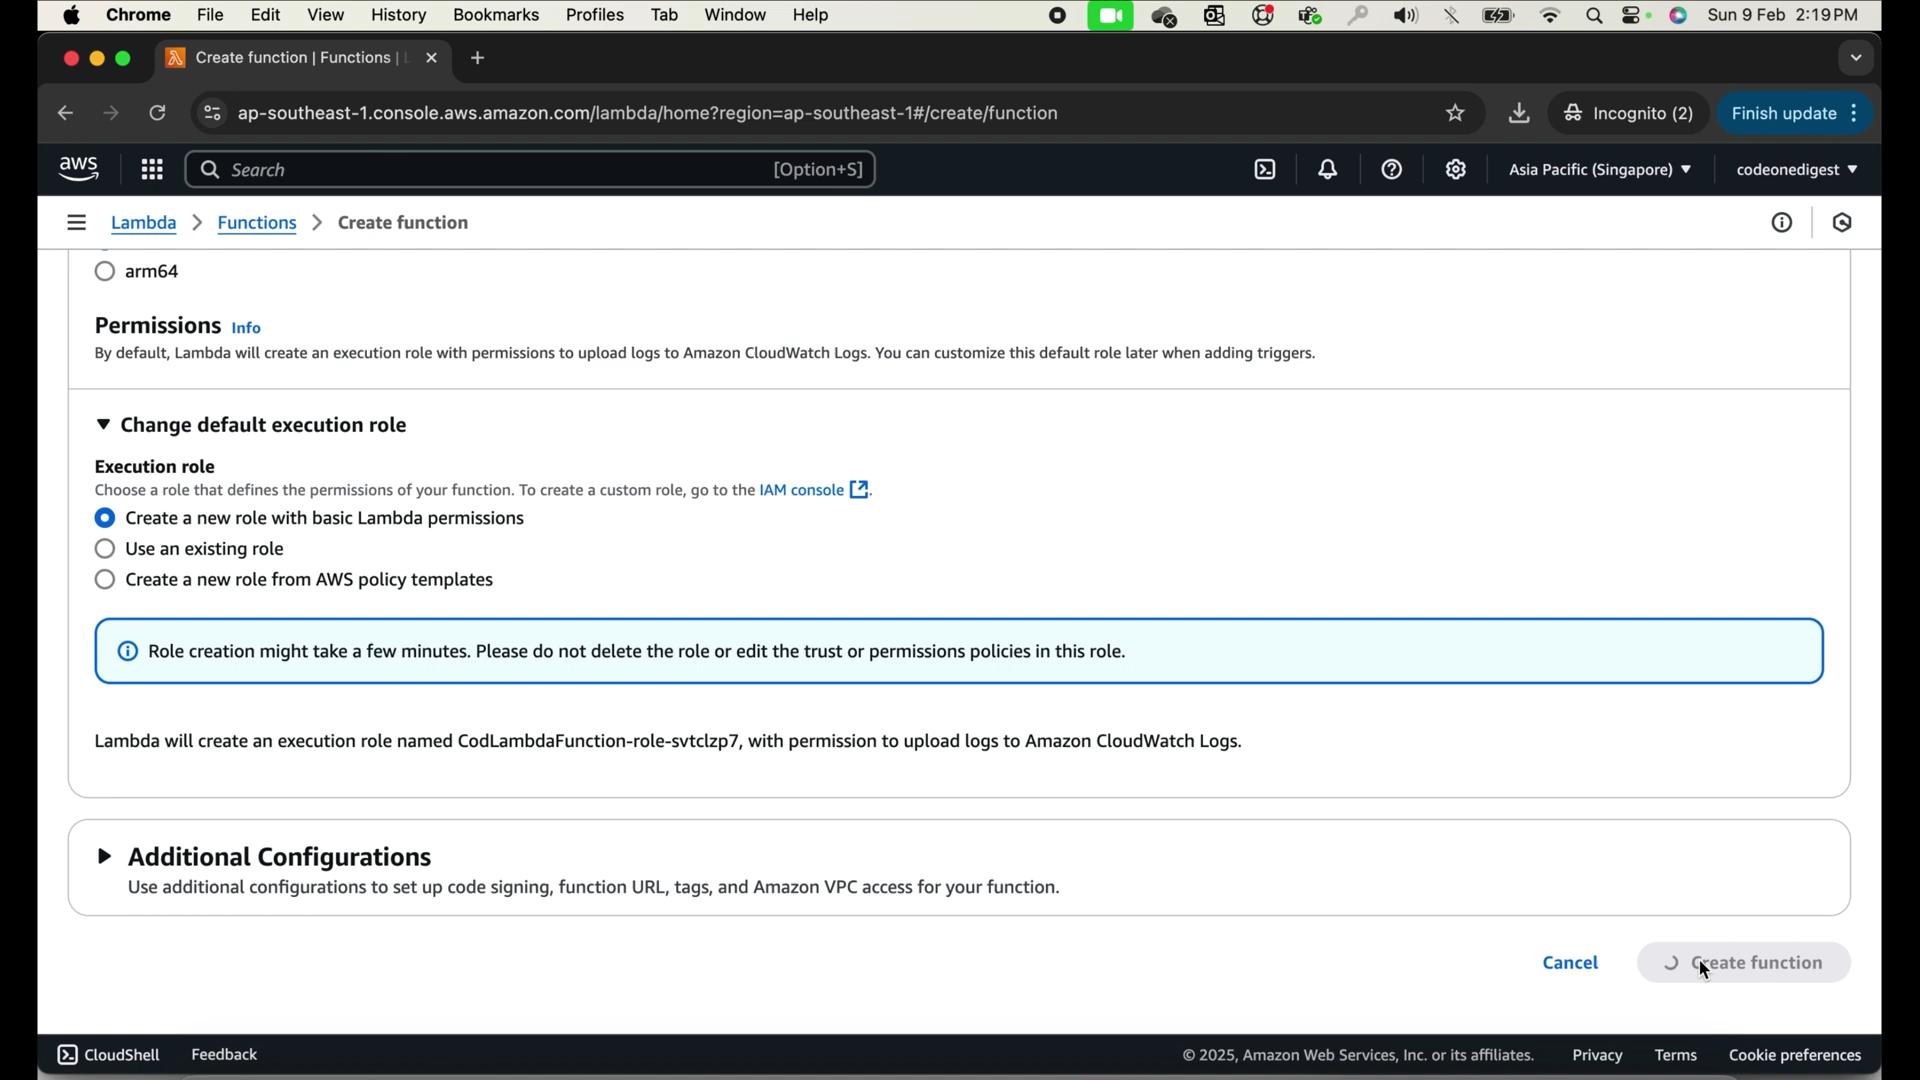 Chrome File Edit View History Bookmarks Profiles Tab Window Help Sun 9 Feb 2:19 PM
Create function | Functions |
ap-southeast-1.console.aws.amazon.com/lambda/home?region=ap-southeast-1#/create/function Incognito (2) Finish update
aws Search [Option+S] Asia Pacific (Singapore) codeonedigest
Lambda Functions Create function
arm64
Permissions Info
By default, Lambda will create an execution role with permissions to upload logs to Amazon CloudWatch Logs. You can customize this default role later when adding triggers.
Change default execution role
Execution role
Choose a role that defines the permissions of your function. To create a custom role, go to the IAM console.
Create a new role with basic Lambda permissions
Use an existing role
Create a new role from AWS policy templates
Role creation might take a few minutes. Please do not delete the role or edit the trust or permissions policies in this role.
Lambda will create an execution role named CodLambdaFunction-role-svtclzp7, with permission to upload logs to Amazon CloudWatch Logs.
Additional Configurations
Use additional configurations to set up code signing, function URL, tags, and Amazon VPC access for your function.
Cancel Create function
CloudShell Feedback © 2025, Amazon Web Services, Inc. or its affiliates. Privacy Terms Cookie preferences